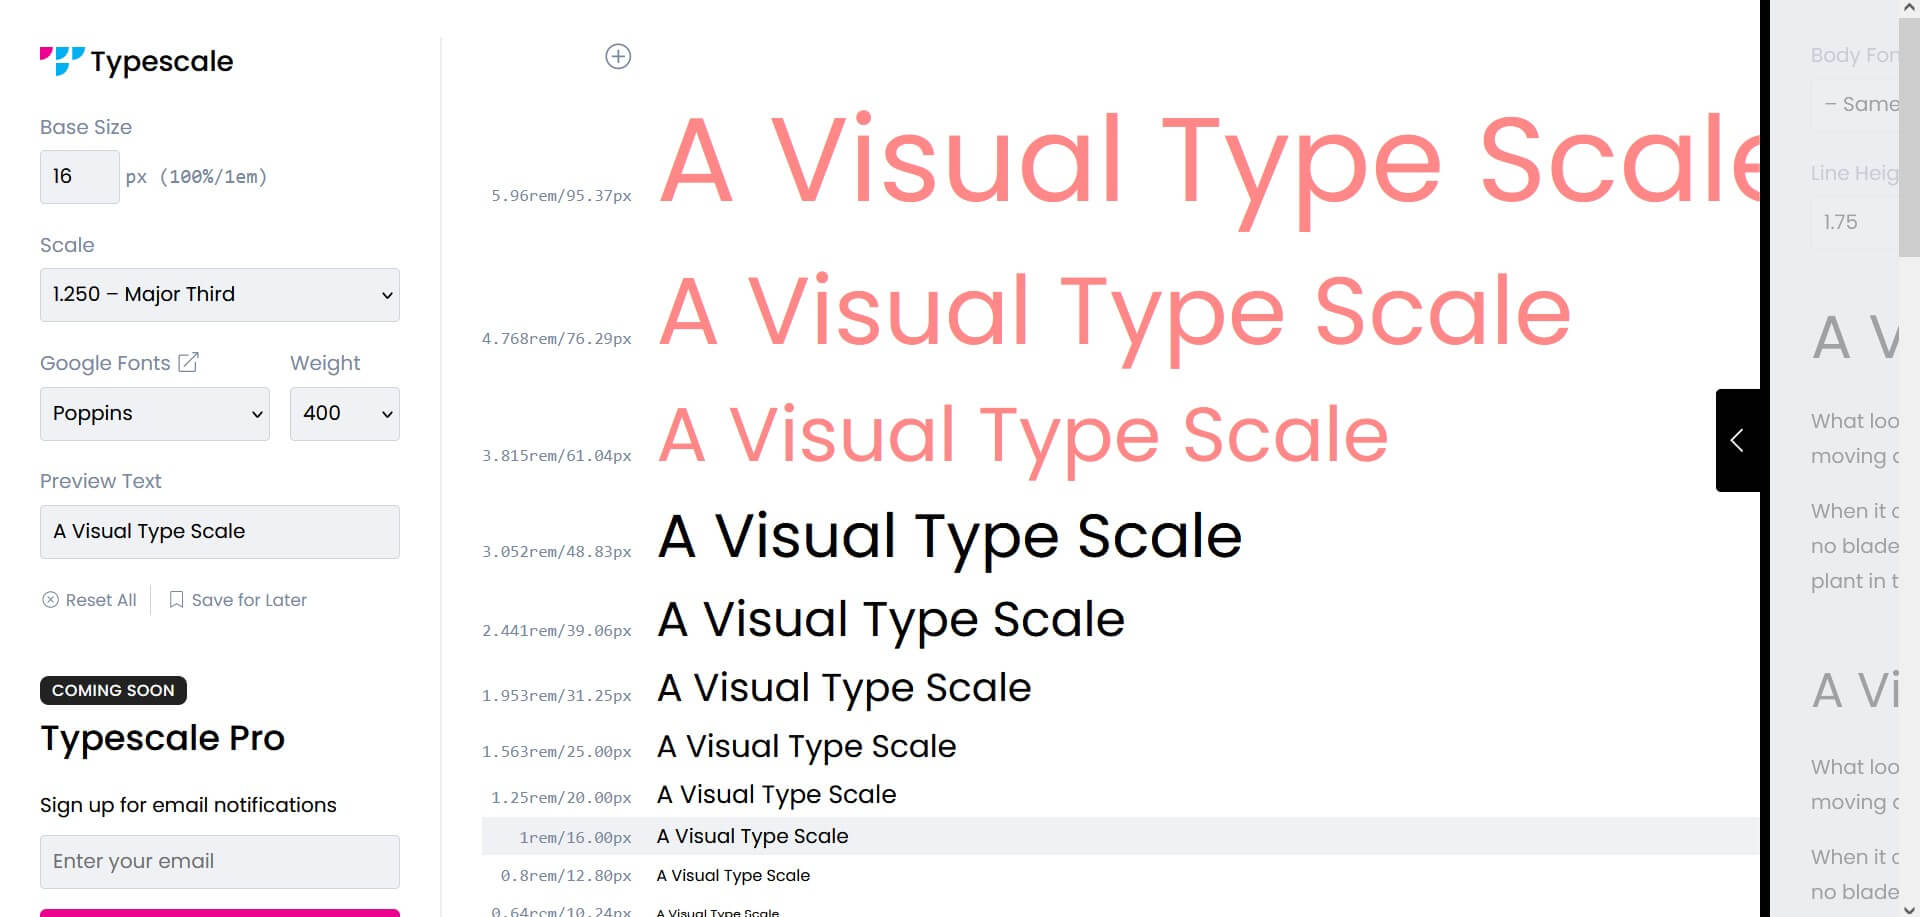 Typescale
Base Size
16 px (100%/1em)
Scale
1.250 – Major Third
Google Fonts Weight
Poppins 400
Preview Text
A Visual Type Scale
Reset All Save for Later
COMING SOON
Typescale Pro
Sign up for email notifications
Enter your email
5.96rem/95.37px A Visual Type Scale
4.768rem/76.29px A Visual Type Scale
3.815rem/61.04px A Visual Type Scale
3.052rem/48.83px A Visual Type Scale
2.441rem/39.06px A Visual Type Scale
1.953rem/31.25px A Visual Type Scale
1.563rem/25.00px A Visual Type Scale
1.25rem/20.00px A Visual Type Scale
1rem/16.00px A Visual Type Scale
0.8rem/12.80px A Visual Type Scale
0.64rem/10.24px A Visual Type Scale
Body Fon
– Same
Line Heig
1.75
A V
What loo
moving
When it
no blade
plant in t
A Vi
What loo
moving
When it
no blade